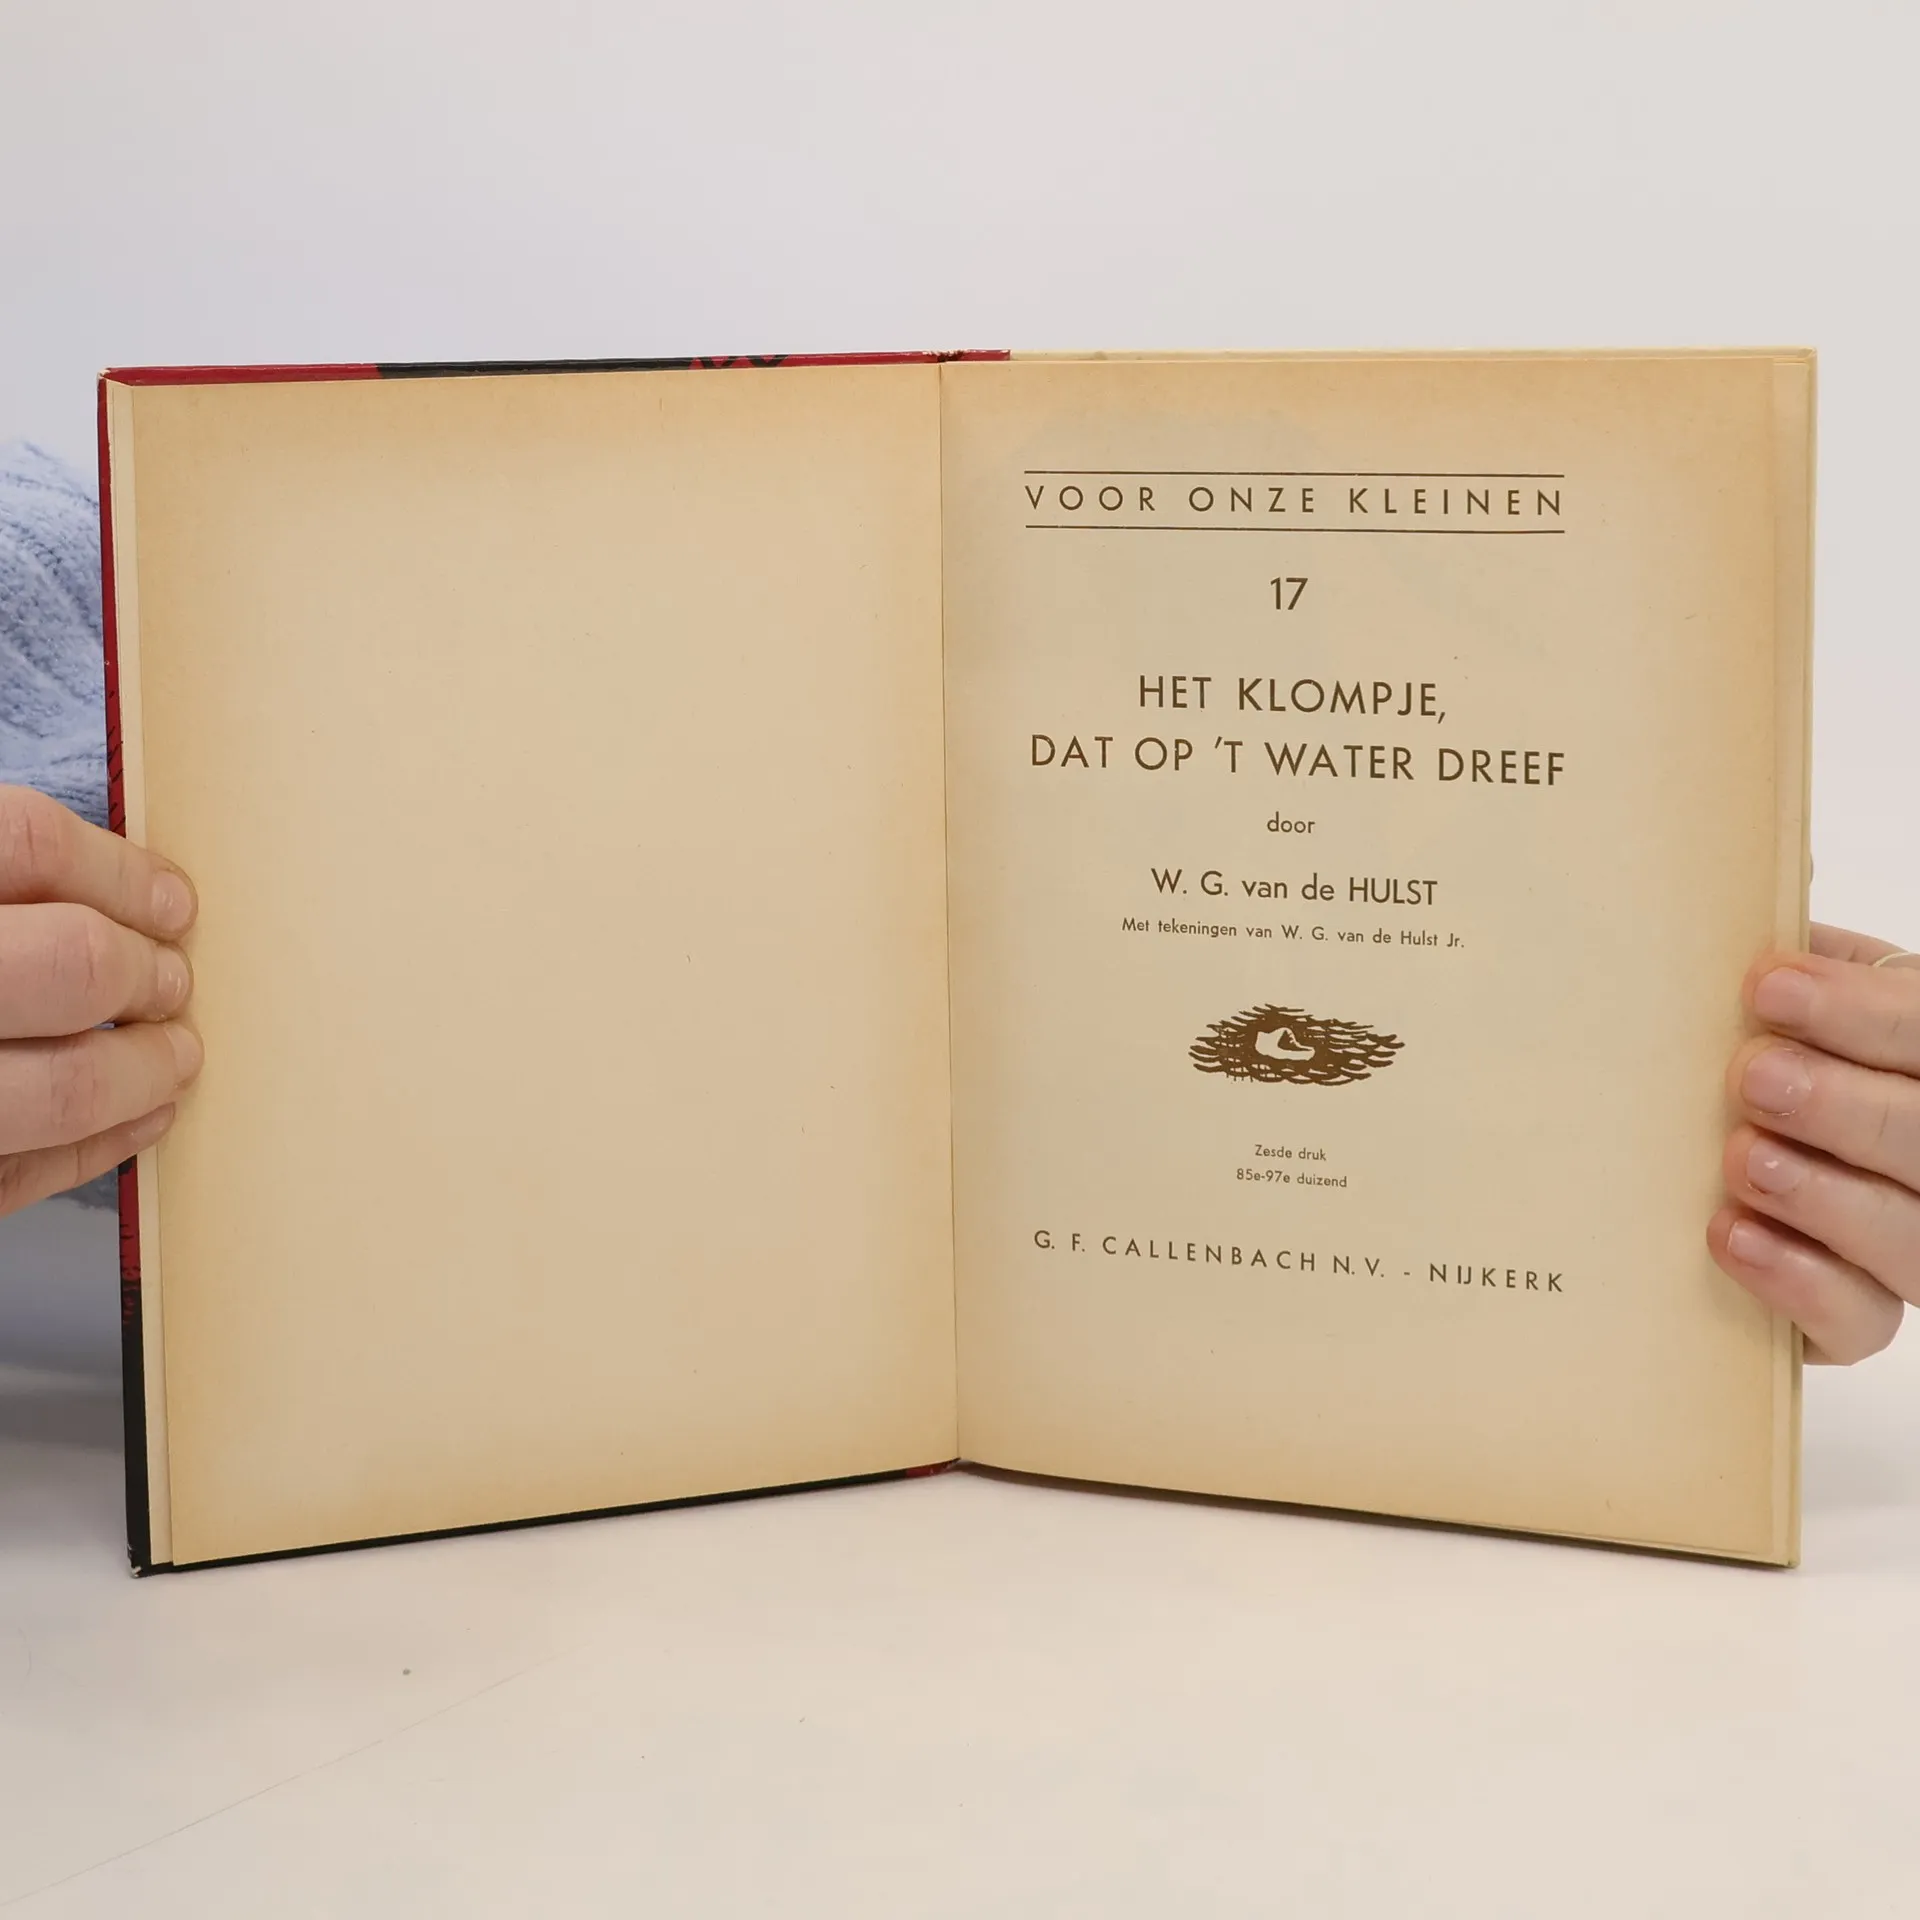 VOOR ONZE KLEINEN
17
HET KLOMPJE,
DAT OP 'T WATER DREEF
door
W. G. van de HULST
Met tekeningen van W. G. van de Hulst Jr.
Zesde druk
85e-97e duizend
G. F. CALLENBACH N.V. - NIJKERK